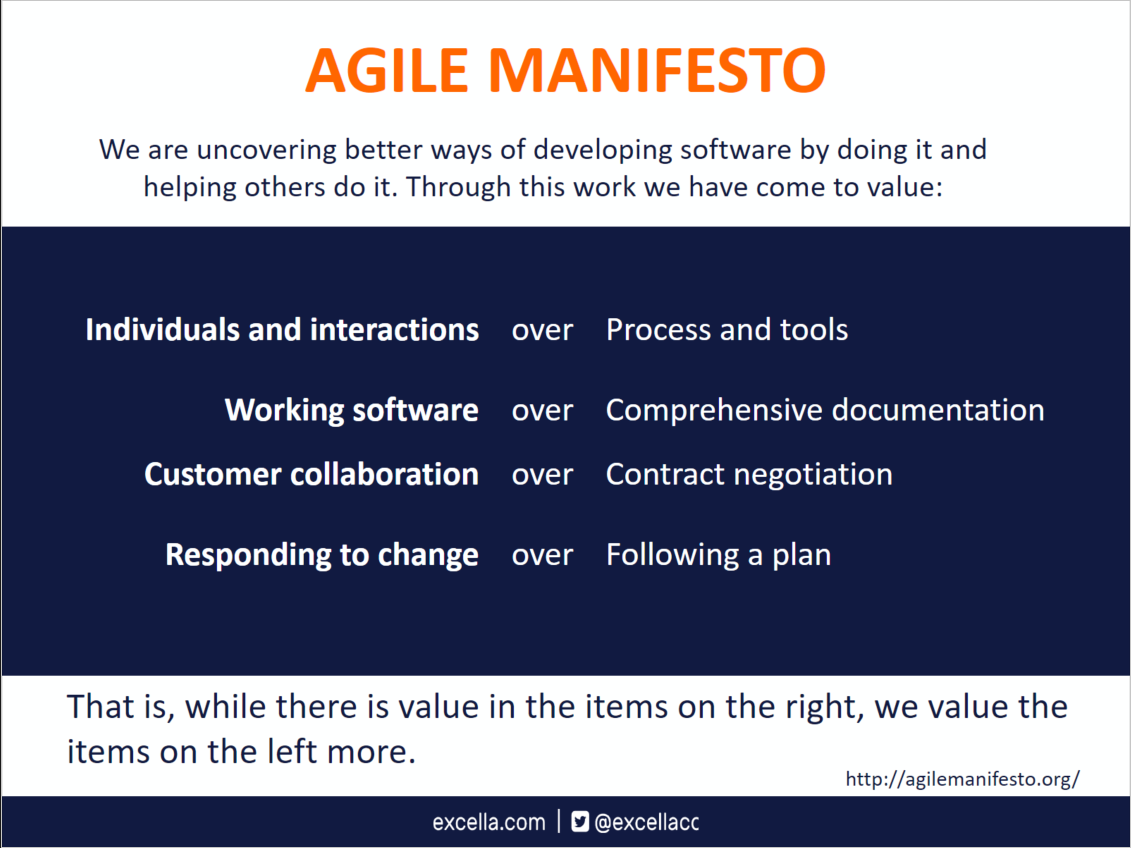 AGILE MANIFESTO
We are uncovering better ways of developing software by doing it and
helping others do it. Through this work we have come to value:
Individuals and interactions over Process and tools
Working software over Comprehensive documentation
Customer collaboration over Contract negotiation
Responding to change over Following a plan
That is, while there is value in the items on the right, we value the
items on the left more.
http://agilemanifesto.org/
excella.com | @excellacc